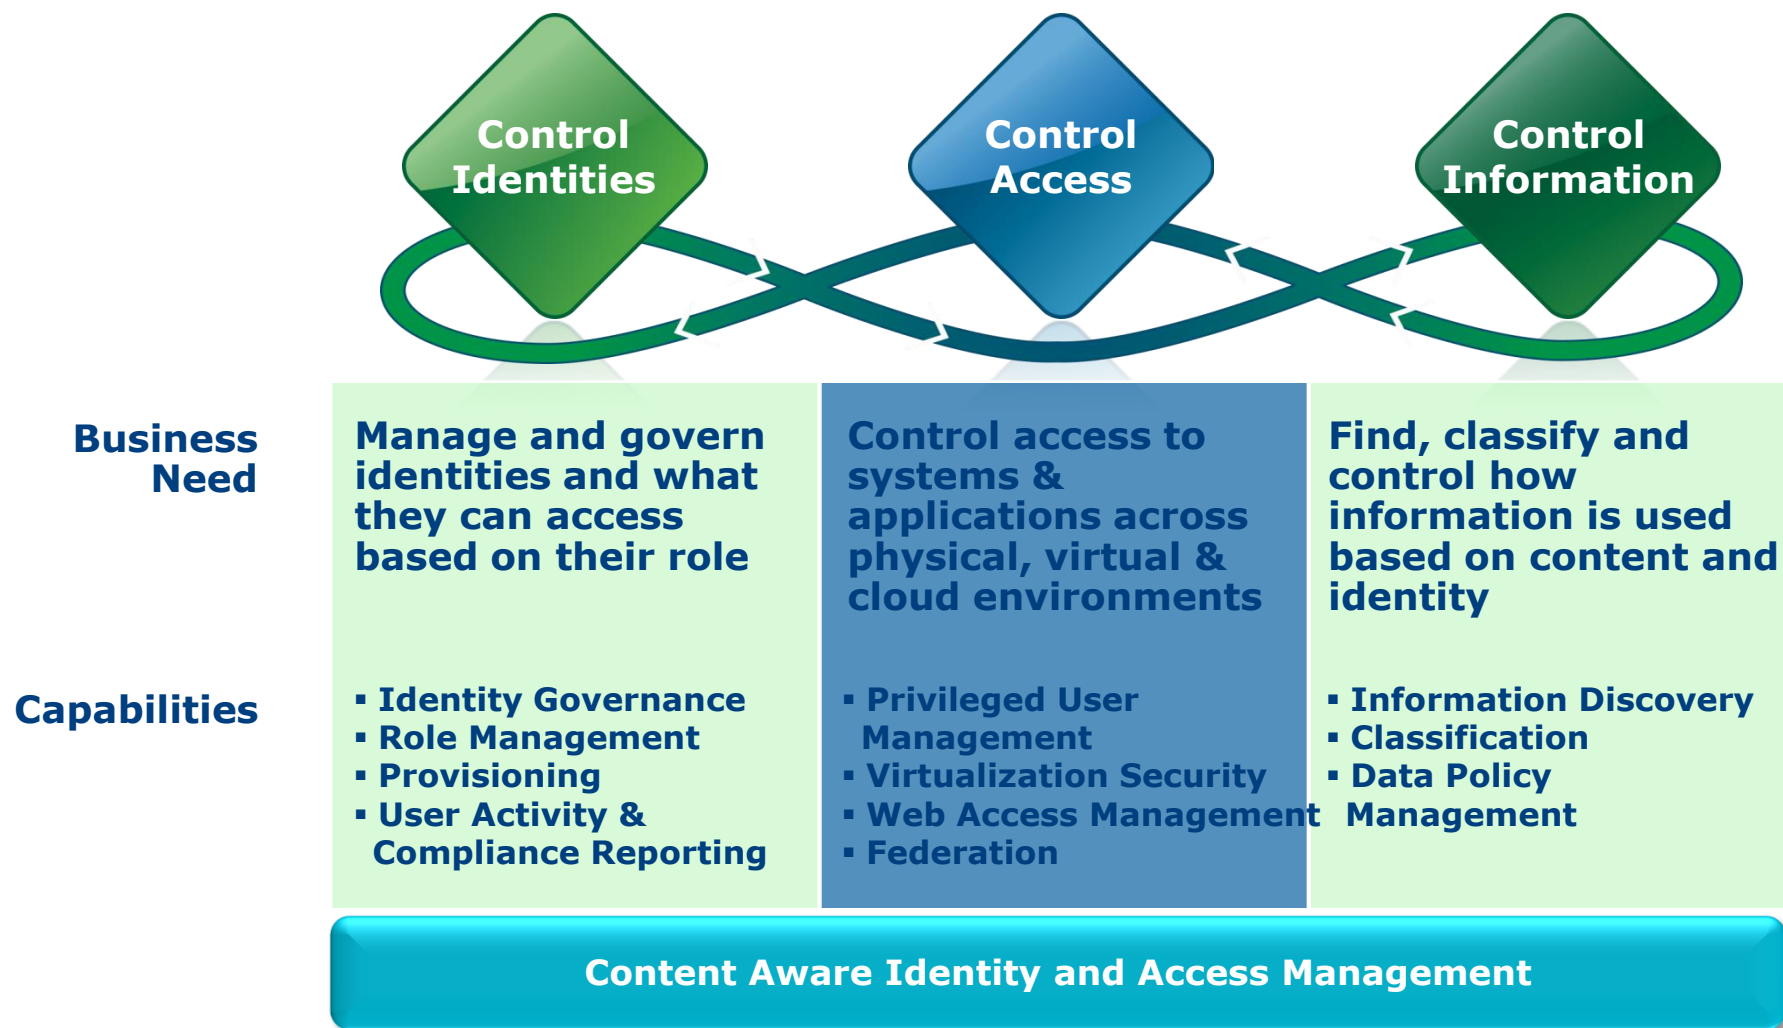 Control
Identities
Control
Access
Control
Information
Business
Need
Manage and govern
identities and what
they can access
based on their role
Control access to
systems &
applications across
physical, virtual &
cloud environments
Find, classify and
control how
information is used
based on content and
identity
Capabilities
▪ Identity Governance
▪ Role Management
▪ Provisioning
▪ User Activity &
Compliance Reporting
▪ Privileged User
Management
▪ Virtualization Security
▪ Web Access Management
▪ Federation
▪ Information Discovery
▪ Classification
▪ Data Policy
Management
Content Aware Identity and Access Management